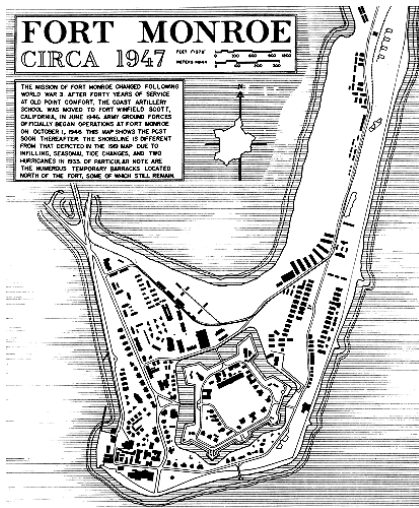 FORT MONROE
CIRCA 1947
THE MISSION OF FORT MONROE CHANGED FOLLOWING
WORLD WAR 2. AFTER FORTY YEARS OF SERVICE
AT OLD POINT COMFORT, THE COAST ARTILLERY
SCHOOL WAS MOVED TO FORT WINFIELD SCOTT,
CALIFORNIA, IN JUNE 1946. ARMY GROUND FORCES
OFFICIALLY BEGAN OPERATIONS AT FORT MONROE
ON OCTOBER 1, 1946. THIS MAP SHOWS THE POST
SOON THEREAFTER. THE SHORELINE IS DIFFERENT
FROM THAT DEPICTED IN THE 1919 MAP DUE TO
INFILLING, SEASONAL TIDE CHANGES, AND TWO
HURRICANES IN 1933. OF PARTICULAR NOTE ARE
THE NUMEROUS TEMPORARY BARRACKS LOCATED
NORTH OF THE FORT, SOME OF WHICH STILL REMAIN.
N